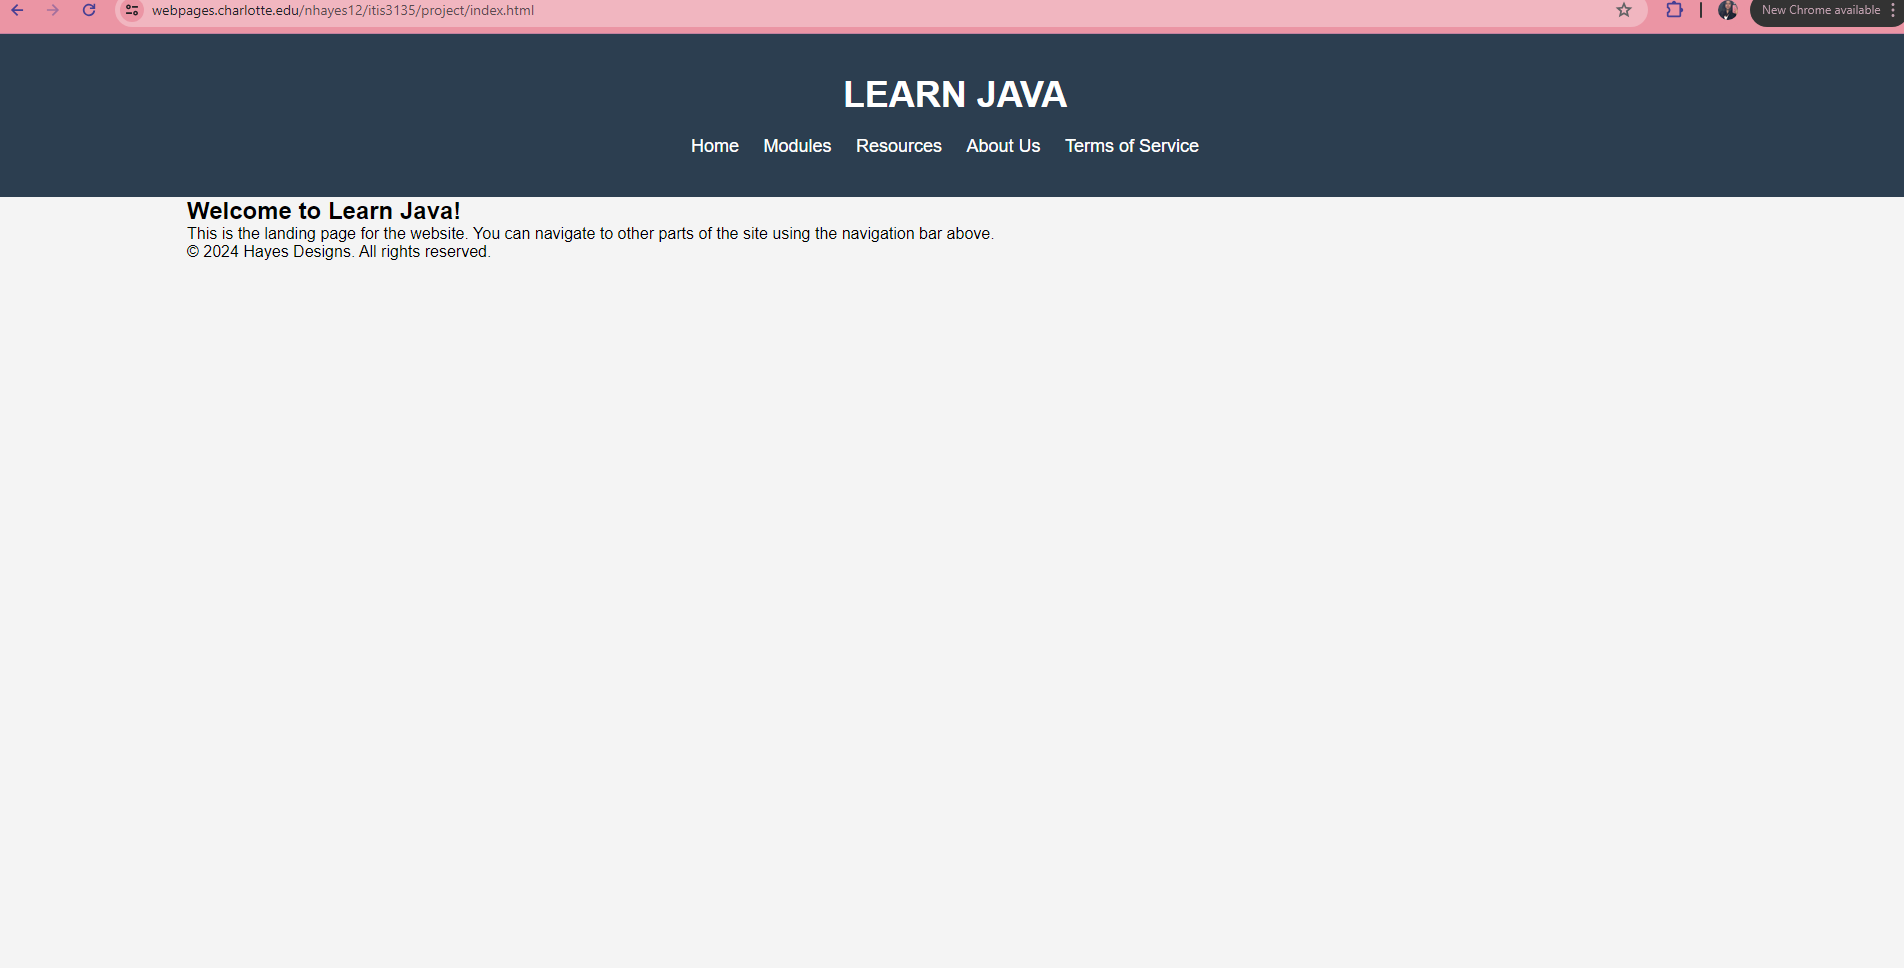 webpages.charlotte.edu/nhayes12/itis3135/project/index.html
New Chrome available
LEARN JAVA
Home Modules Resources About Us Terms of Service
Welcome to Learn Java!
This is the landing page for the website. You can navigate to other parts of the site using the navigation bar above.
© 2024 Hayes Designs. All rights reserved.